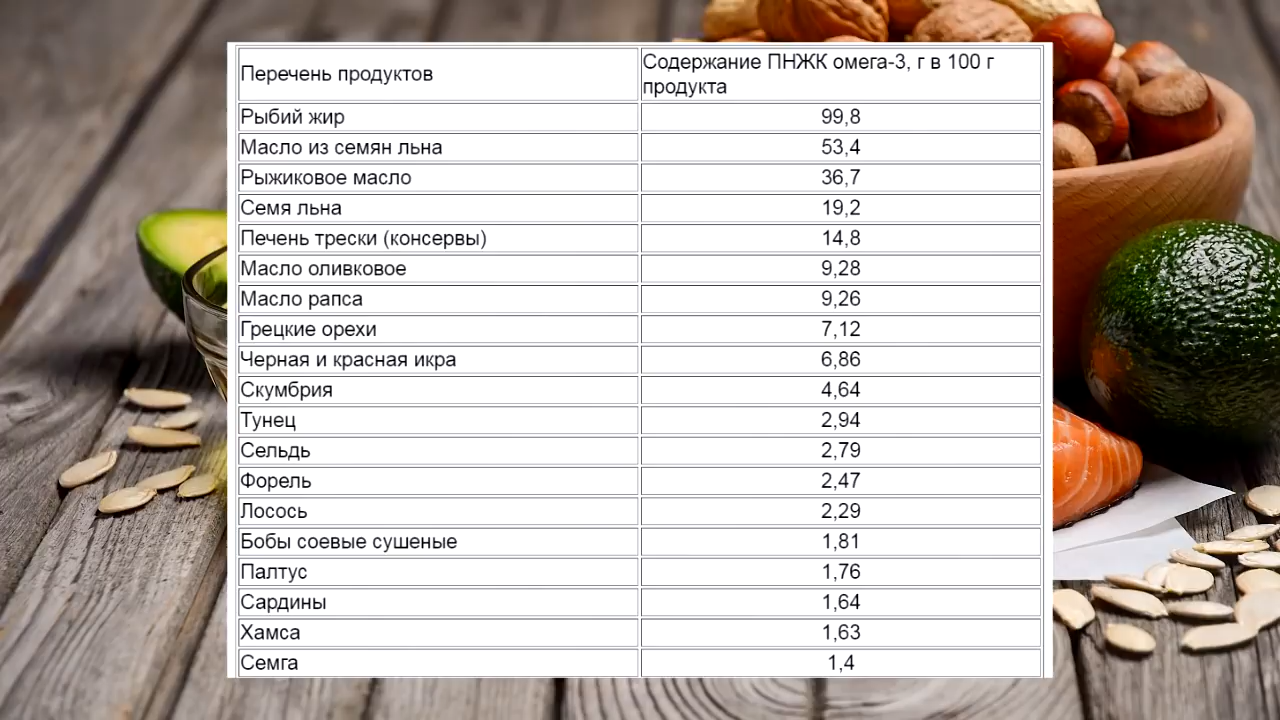 Перечень продуктов
Содержание ПНЖК омега-3, г в 100 г
продукта
Рыбий жир 99,8
Масло из семян льна 53,4
Рыжиковое масло 36,7
Семя льна 19,2
Печень трески (консервы) 14,8
Масло оливковое 9,28
Масло рапса 9,26
Грецкие орехи 7,12
Черная и красная икра 6,86
Скумбрия 4,64
Тунец 2,94
Сельдь 2,79
Форель 2,47
Лосось 2,29
Бобы соевые сушеные 1,81
Палтус 1,76
Сардины 1,64
Хамса 1,63
Семга 1,4